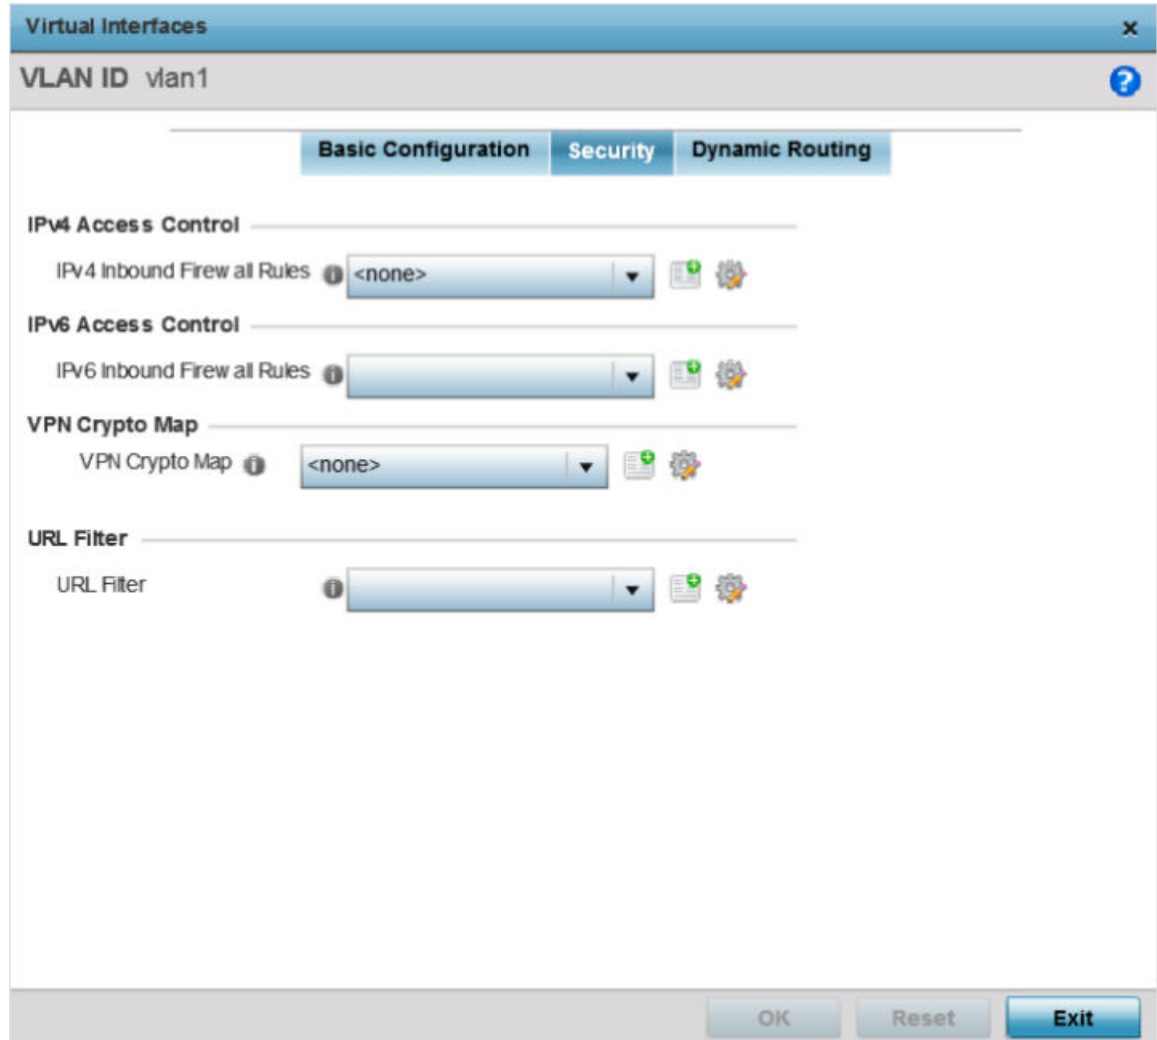 Virtual Interfaces
VLAN ID vlan1
Basic Configuration Security Dynamic Routing
IPv4 Access Control
IPv4 Inbound Firewall Rules <none>
IPv6 Access Control
IPv6 Inbound Firewall Rules
VPN Crypto Map
VPN Crypto Map <none>
URL Filter
URL Filter
OK Reset Exit